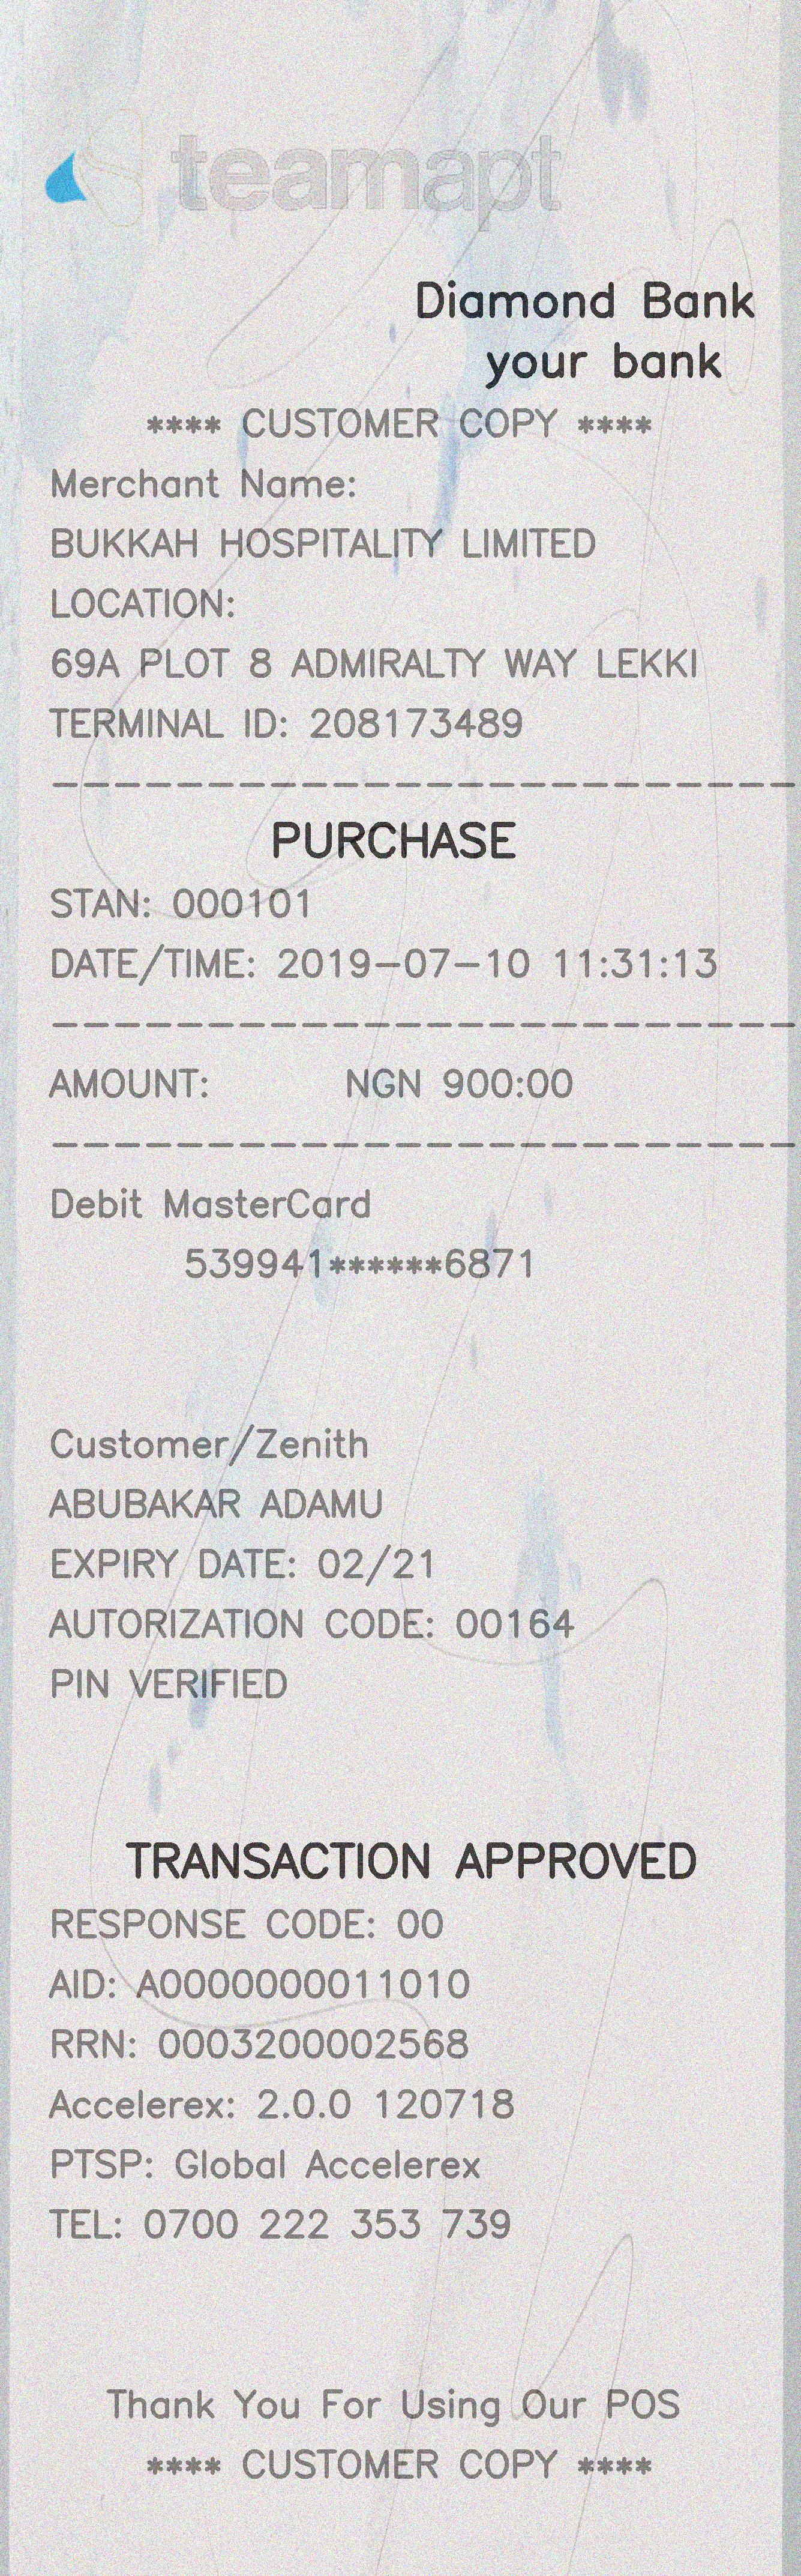 teamapt
Diamond Bank
your bank
**** CUSTOMER COPY ****
Merchant Name:
BUKKAH HOSPITALITY LIMITED
LOCATION:
69A PLOT 8 ADMIRALTY WAY LEKKI
TERMINAL ID: 208173489
------------------------
PURCHASE
STAN: 000101
DATE/TIME: 2019-07-10 11:31:13
------------------------
AMOUNT: NGN 900:00
------------------------
Debit MasterCard
539941******6871
Customer/Zenith
ABUBAKAR ADAMU
EXPIRY DATE: 02/21
AUTORIZATION CODE: 00164
PIN VERIFIED
TRANSACTION APPROVED
RESPONSE CODE: 00
AID: A0000000011010
RRN: 0003200002568
Accelerex: 2.0.0 120718
PTSP: Global Accelerex
TEL: 0700 222 353 739
Thank You For Using Our POS
**** CUSTOMER COPY ****